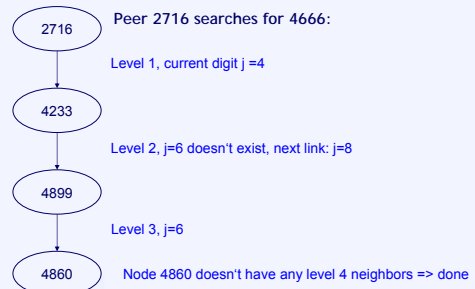 2716
Peer 2716 searches for 4666:
Level 1, current digit j =4
4233
Level 2, j=6 doesn‘t exist, next link: j=8
4899
Level 3, j=6
4860
Node 4860 doesn‘t have any level 4 neighbors => done